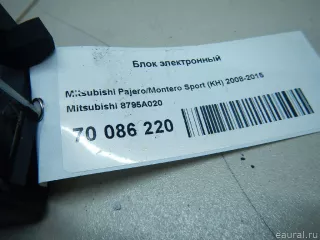 Блок электронный
Mitsubishi Pajero/Montero Sport (KH) 2008-2015
Mitsubishi 8795A020
70 086 220
eaural.ru